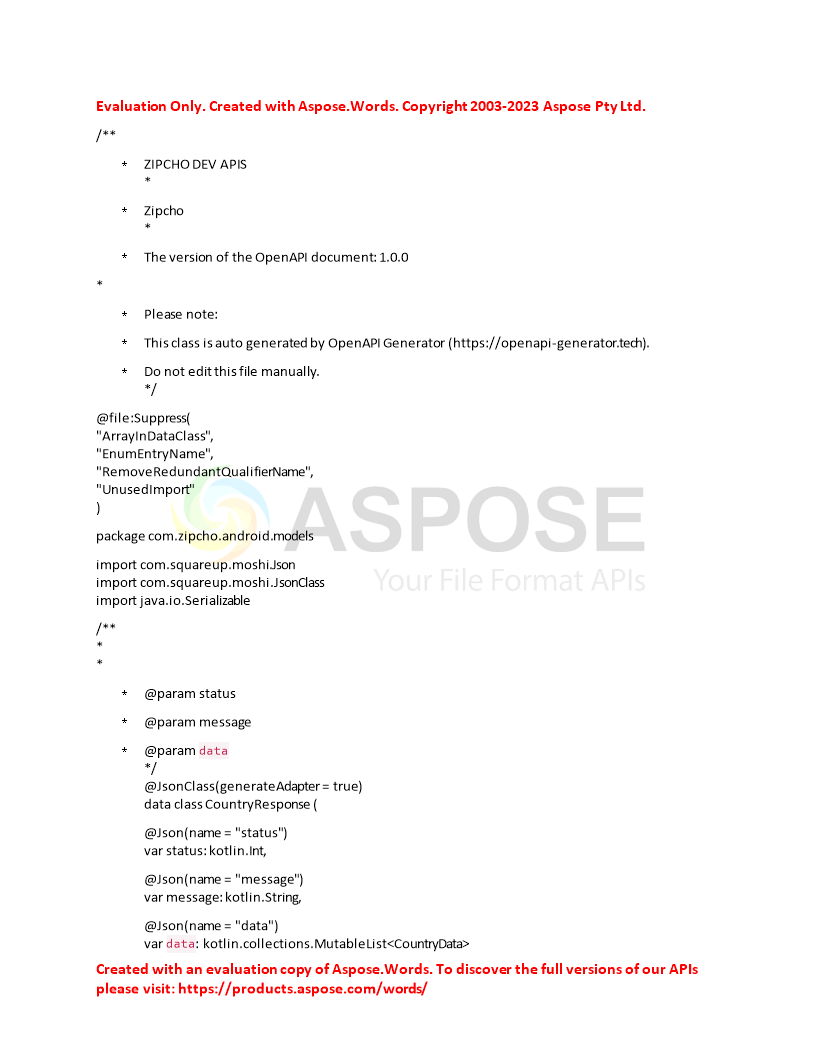 Evaluation Only. Created with Aspose.Words. Copyright 2003-2023 Aspose Pty Ltd.
/**
* ZIPCHO DEV APIS
*
* Zipcho
*
* The version of the OpenAPI document: 1.0.0
*
* Please note:
* This class is auto generated by OpenAPI Generator (https://openapi-generator.tech).
* Do not edit this file manually.
*/
@file:Suppress(
"ArrayInDataClass",
"EnumEntryName",
"RemoveRedundantQualifierName",
"UnusedImport"
)
ASPOSE
package com.zipcho.android.models
import com.squareup.moshi.Json
Your File Format APIs
import com.squareup.moshi.JsonClass
import java.io.Serializable
/**
*
*
* @param status
* @param message
* @param data
*/
@JsonClass(generateAdapter = true)
data class CountryResponse (
@Json(name = "status")
var status: kotlin.Int,
@Json(name = "message")
var message: kotlin.String,
@Json(name = "data")
var data: kotlin.collections.MutableList<CountryData>
Created with an evaluation copy of Aspose.Words. To discover the full versions of our APIs
please visit: https://products.aspose.com/words/